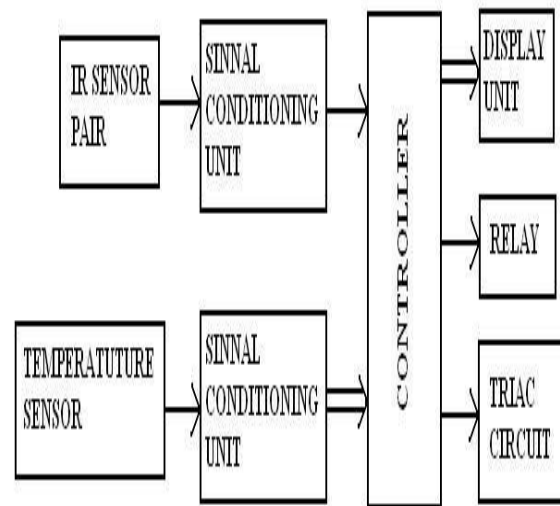 IR SENSOR
PAIR
SINNAL
CONDITIONING
UNIT
CONTROLLER
DISPLAY
UNIT
RELAY
TEMPERATUTURE
SENSOR
SINNAL
CONDITIONING
UNIT
TRIAC
CIRCUIT